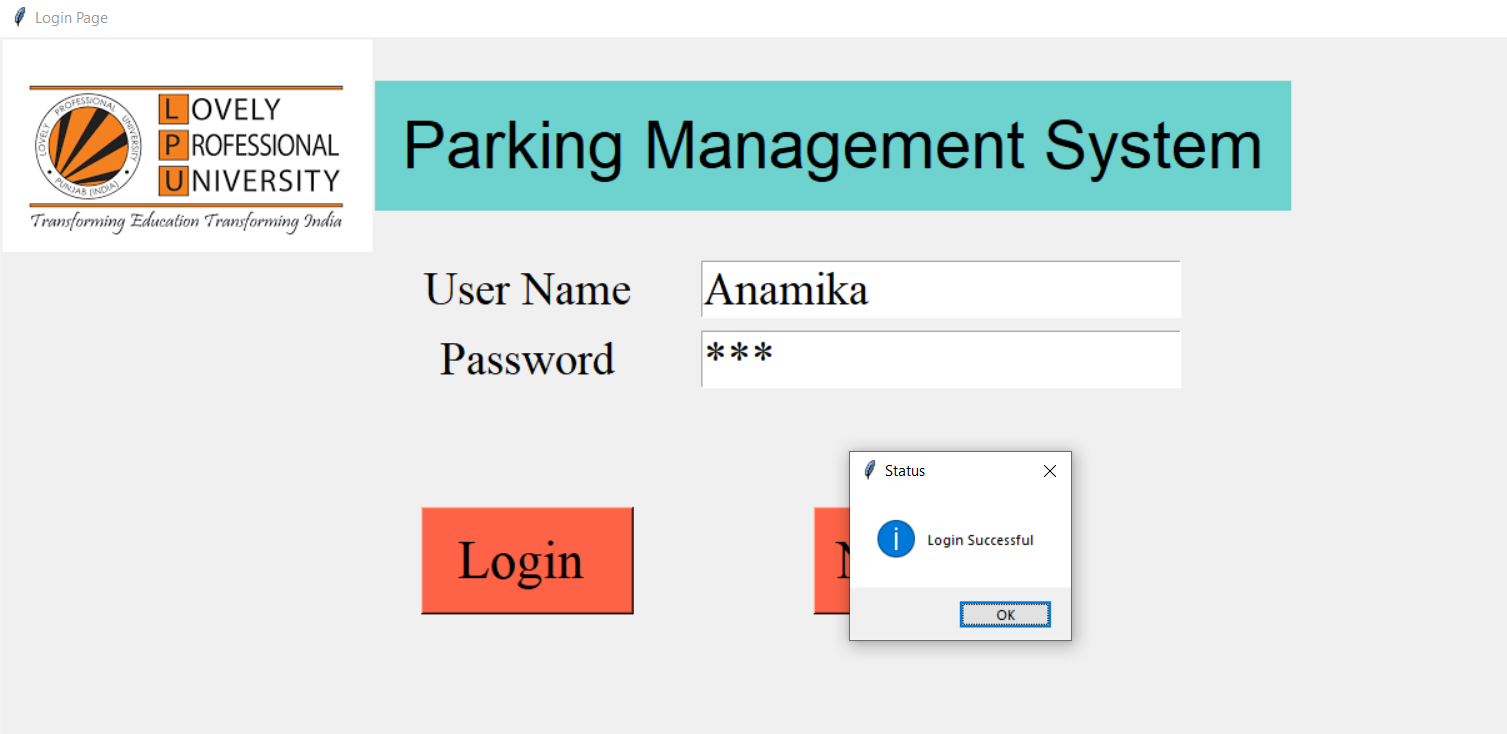 Login Page
LOVELY PROFESSIONAL UNIVERSITY
PUNJAB (INDIA)
LOVELY
PROFESSIONAL
UNIVERSITY
Transforming Education Transforming India
Parking Management System
User Name Anamika
Password ***
Status
Login Successful
OK
Login